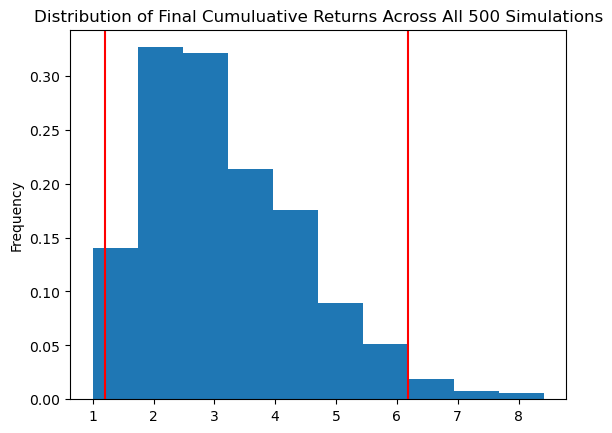 Distribution of Final Cumuluative Returns Across All 500 Simulations
Frequency
0.30
0.25
0.20
0.15
0.10
0.05
0.00
1 2 3 4 5 6 7 8